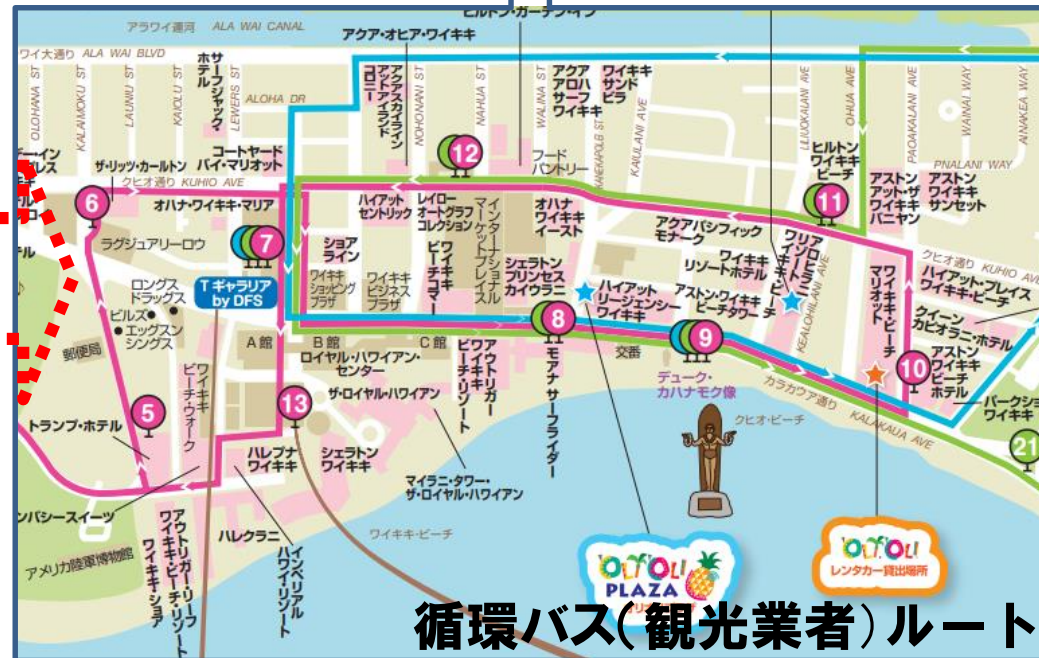 ヒルトン・ガーデン・イン
アラワイ運河 ALA WAI CANAL
アクア・オヒア・ワイキキ
ワイ大通り ALA WAI BLVD
OLOHANA ST
KALAIMOKU ST
LAUNIU ST
KAIOLU ST
サーフジャック・
ホテル
LEWERS ST
ALOHA DR
アクアスカイライン
アットアイランド
コロニー
NOHONANI ST
NAHUA ST
WALINA ST
アクア
アロハ
サーフ
ワイキキ
ワイキキ
サンド
ビラ
KANEKAPOLEI ST
KAIULANI AVE
LILIUOKALANI AVE
OHUA AVE
PAOAKALANI AVE
WAINAI WAY
AINAKEA WAY
PNALANI WAY
ザ・リッツ・カールトン
コートヤード
バイ・マリオット
クヒオ通り KUHIO AVE
12
フード
パントリー
ヒルトン
ワイキキ
ビーチ
11
アストン
アット・ザ
ワイキキ
バニヤン
アストン
ワイキキ
サンセット
6
オハナ・ワイキキ・マリア
ハイアット
セントリック
レイロー
オートグラフ
コレクション
インターナショナル
マーケットプレイス
オハナ
ワイキキ
イースト
アクアパシフィック
モナーク
ラグジュアリーロウ
7
ショア
ライン
ワイキキ
ビーチコマー
シェラトン
プリンセス
カイウラニ
ワイキキ
リゾートホテル
クヒオ通り KUHIO AVE
Tギャラリア
by DFS
ワイキキ
ショッピング
プラザ
ワイキキ
ビジネス
プラザ
ハイアット
リージェンシー
ワイキキ
アストン・ワイキキ
ビーチタワーチ
KEALOHILANI AVE
ワイキキ・ビーチ
マリオット
ハイアット・プレイス
ワイキキ・ビーチ
ロングス
ドラッグス
ビルズ
エッグスン
シングス
郵便局
クイーン
カピオラニ・ホテル
8
9
A館
B館
C館
ロイヤル・ハワイアン・
センター
交番
10
アストン
ワイキキ
ビーチ
ホテル
ワイキキ
ビーチ・ウォーク
アウトリガー
ワイキキ
ビーチ・リゾート
モアナ サーフライダー
デューク・
カハナモク像
カラカウア通り KALAKAUA AVE
ザ・ロイヤル・ハワイアン
5
13
トランプ・ホテル
クヒオ・ビーチ
ワイキキ
21
ハレプナ
ワイキキ
シェラトン
ワイキキ
マイラニ・タワー・
ザ・ロイヤル・ハワイアン
ンバシースイーツ
ハレクラニ
ワイキキ・ビーチ
アメリカ陸軍博物館
アウトリガー・リーフ
ワイキキ・ビーチ・リゾート
ワイキキ・ショア
インペリアル
ハワイ・リゾート
'OLI'OLI
PLAZA
'OLI'OLI
レンタカー貸出場所
循環バス(観光業者)ルート